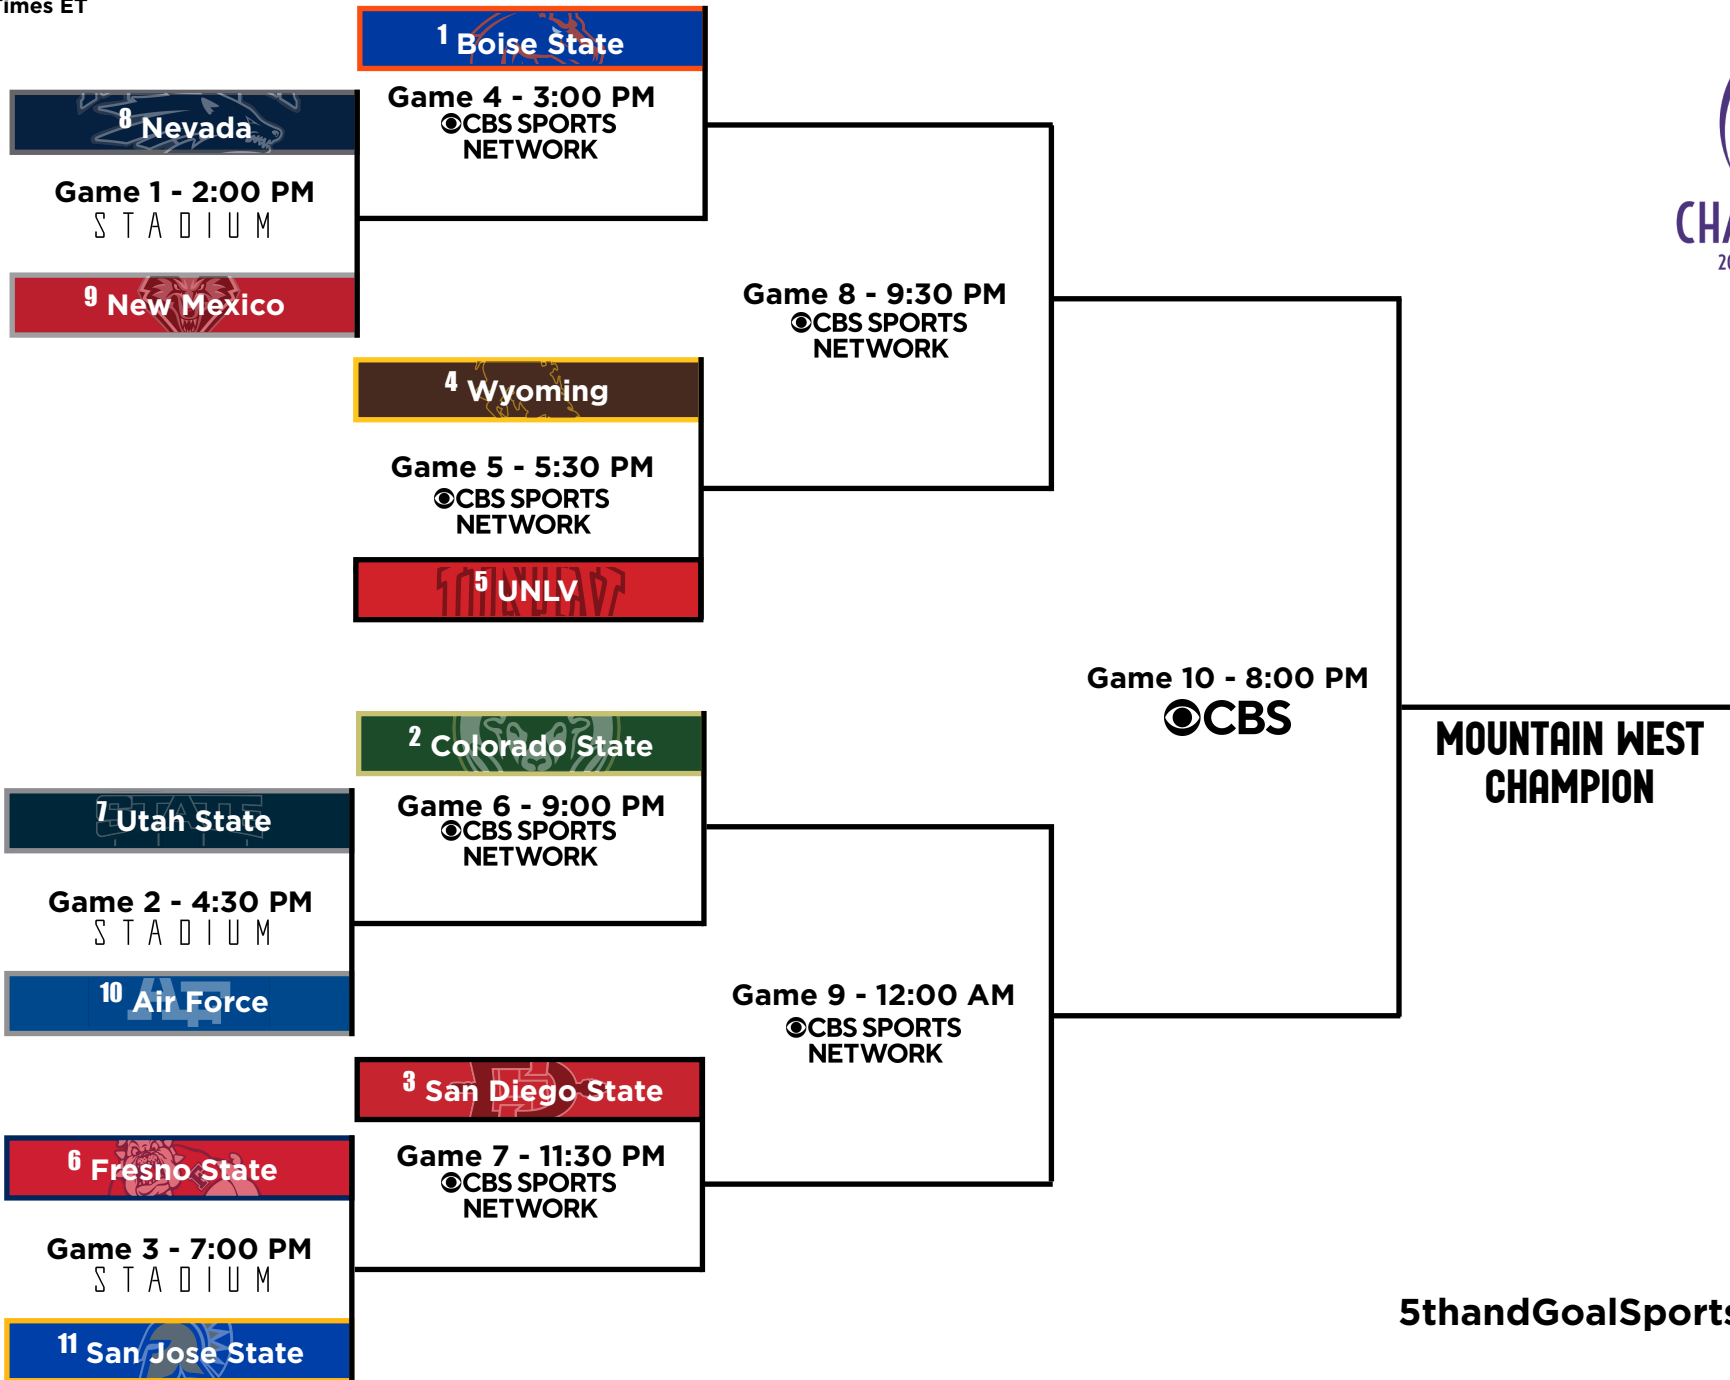 Times ET
1 Boise State
Game 4 - 3:00 PM
CBS SPORTS
NETWORK
8 Nevada
Game 1 - 2:00 PM
STADIUM
9 New Mexico
Game 8 - 9:30 PM
CBS SPORTS
NETWORK
4 Wyoming
Game 5 - 5:30 PM
CBS SPORTS
NETWORK
5 UNLV
Game 10 - 8:00 PM
CBS
MOUNTAIN WEST
CHAMPION
2 Colorado State
Game 6 - 9:00 PM
CBS SPORTS
NETWORK
7 Utah State
Game 2 - 4:30 PM
STADIUM
10 Air Force
Game 9 - 12:00 AM
CBS SPORTS
NETWORK
3 San Diego State
Game 7 - 11:30 PM
CBS SPORTS
NETWORK
6 Fresno State
Game 3 - 7:00 PM
STADIUM
11 San Jose State
5thandGoalSports